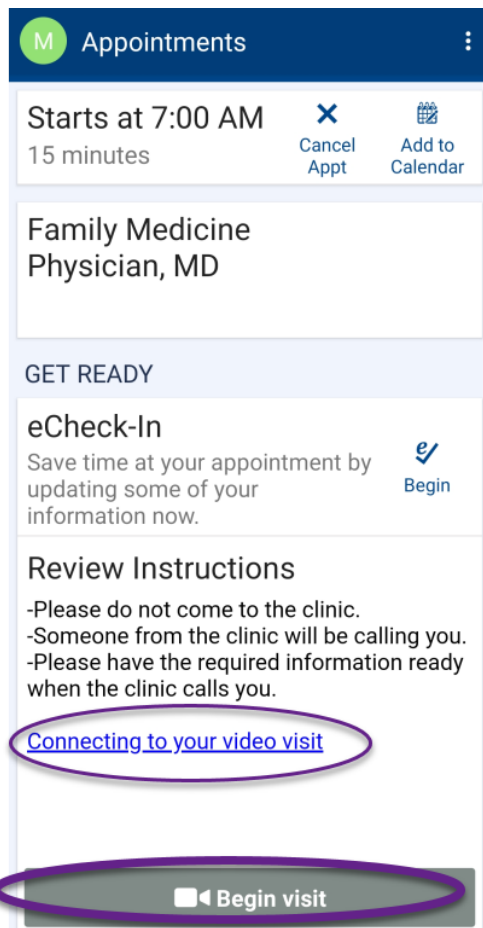 M Appointments
Starts at 7:00 AM
15 minutes
Cancel
Appt
Add to
Calendar
Family Medicine
Physician, MD
GET READY
eCheck-In
Save time at your appointment by
updating some of your
information now.
e
Begin
Review Instructions
-Please do not come to the clinic.
-Someone from the clinic will be calling you.
-Please have the required information ready
when the clinic calls you.
Connecting to your video visit
Begin visit